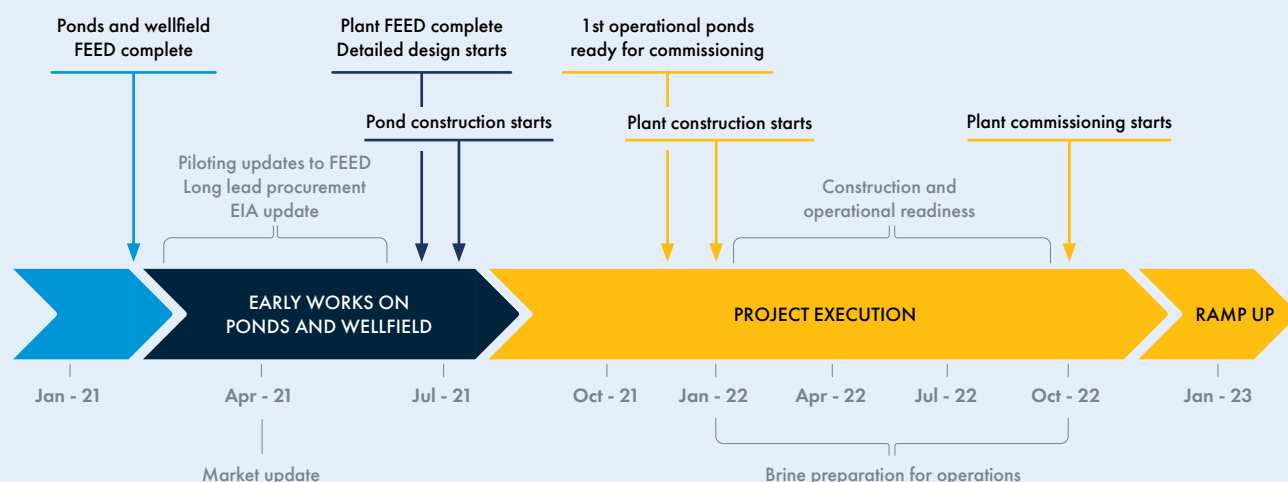 Ponds and wellfield
FEED complete
Plant FEED complete
Detailed design starts
1st operational ponds
ready for commissioning
Pond construction starts
Plant construction starts
Plant commissioning starts
Piloting updates to FEED
Long lead procurement
EIA update
Construction and
operational readiness
EARLY WORKS ON
PONDS AND WELLFIELD
PROJECT EXECUTION
RAMP UP
Jan - 21
Apr - 21
Jul - 21
Oct - 21
Jan - 22
Apr - 22
Jul - 22
Oct - 22
Jan - 23
Market update
Brine preparation for operations